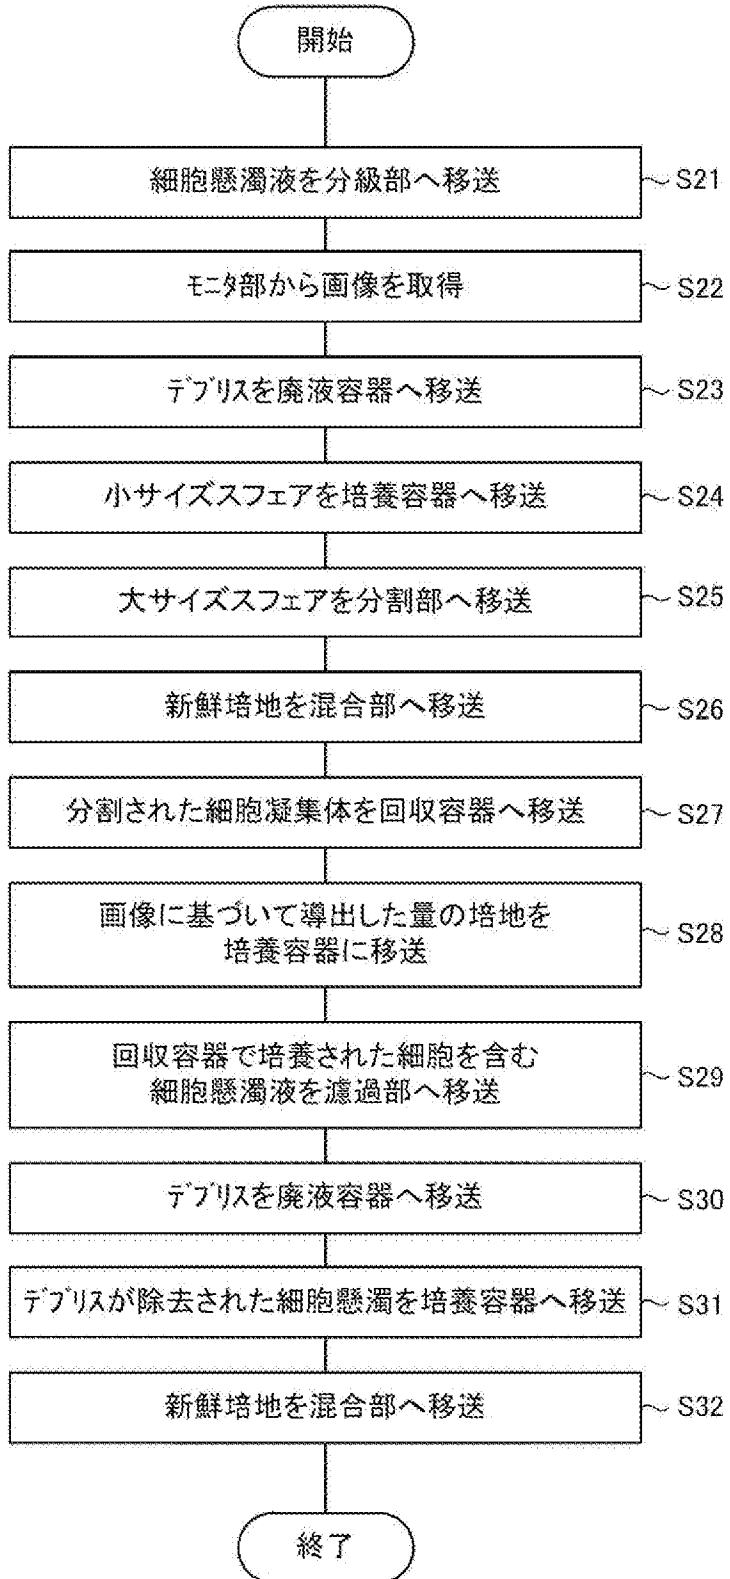 開始
細胞懸濁液を分級部へ移送 S21
モニタ部から画像を取得 S22
デブリスを廃液容器へ移送 S23
小サイズスフェアを培養容器へ移送 S24
大サイズスフェアを分割部へ移送 S25
新鮮培地を混合部へ移送 S26
分割された細胞凝集体を回収容器へ移送 S27
画像に基づいて導出した量の培地を
培養容器に移送 S28
回収容器で培養された細胞を含む
細胞懸濁液を濾過部へ移送 S29
デブリスを廃液容器へ移送 S30
デブリスが除去された細胞懸濁を培養容器へ移送 S31
新鮮培地を混合部へ移送 S32
終了